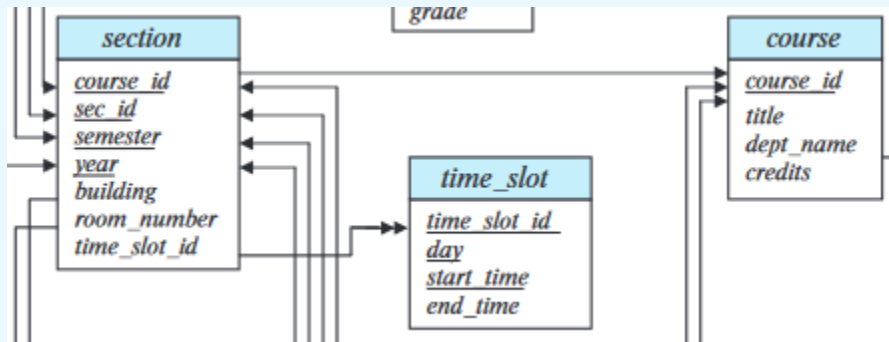 grade
section
course_id
sec_id
semester
year
building
room_number
time_slot_id
time_slot
time_slot_id
day
start_time
end_time
course
course_id
title
dept_name
credits